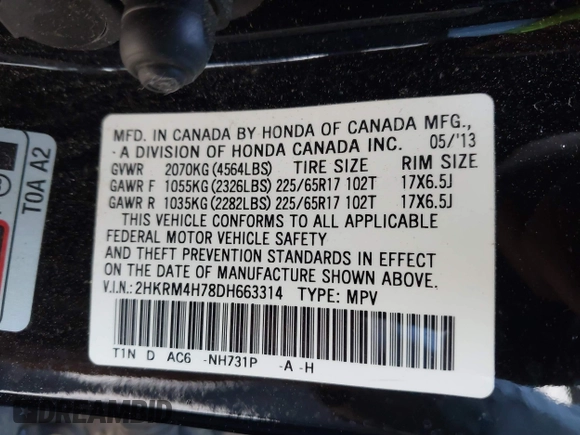 MFD. IN CANADA BY HONDA OF CANADA MFG.,
-A DIVISION OF HONDA CANADA INC. 05/'13
GVWR 2070KG(4564LBS) TIRE SIZE RIM SIZE
GAWR F 1055KG(2326LBS) 225/65R17 102T 17X6.5J
GAWR R 1035KG(2282LBS) 225/65R17 102T 17X6.5J
THIS VEHICLE CONFORMS TO ALL APPLICABLE
FEDERAL MOTOR VEHICLE SAFETY
AND THEFT PREVENTION STANDARDS IN EFFECT
ON THE DATE OF MANUFACTURE SHOWN ABOVE.
V.I.N.: 2HKRM4H78DH663314 TYPE: MPV
T1N D AC6 -NH731P -A -H
TOA A2
DREAMBID